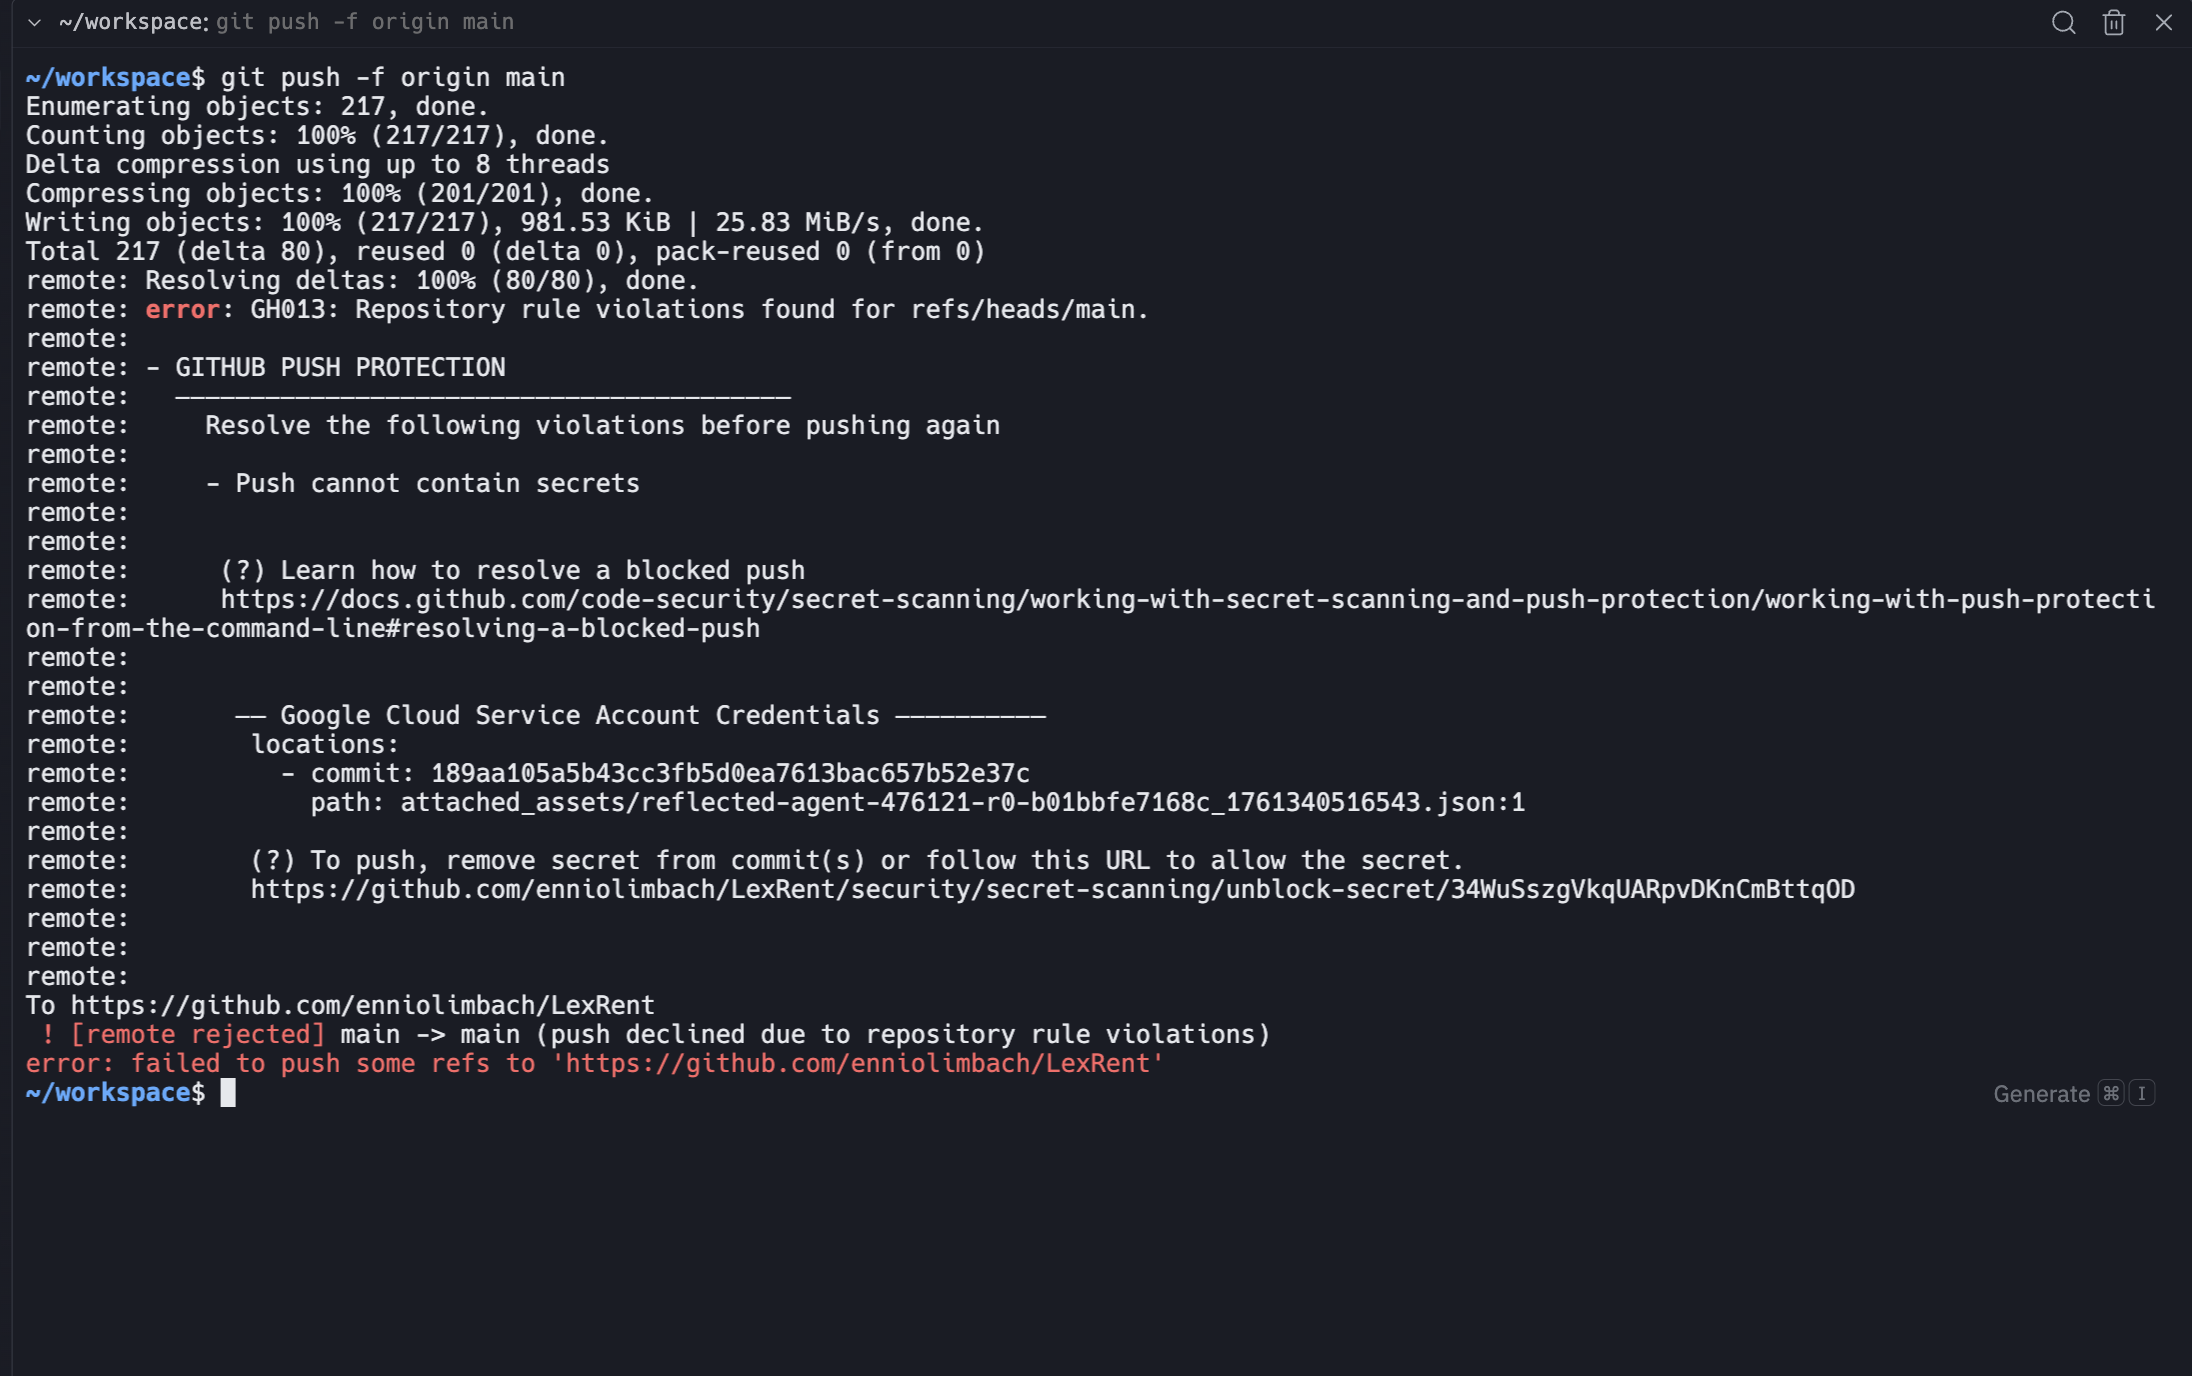 ~/workspace: git push -f origin main
~/workspace$ git push -f origin main
Enumerating objects: 217, done.
Counting objects: 100% (217/217), done.
Delta compression using up to 8 threads
Compressing objects: 100% (201/201), done.
Writing objects: 100% (217/217), 981.53 KiB | 25.83 MiB/s, done.
Total 217 (delta 80), reused 0 (delta 0), pack-reused 0 (from 0)
remote: Resolving deltas: 100% (80/80), done.
remote: error: GH013: Repository rule violations found for refs/heads/main.
remote:
remote: - GITHUB PUSH PROTECTION
remote:   —————————————————————————————————————————
remote:     Resolve the following violations before pushing again
remote:
remote:     - Push cannot contain secrets
remote:
remote:
remote:      (?) Learn how to resolve a blocked push
remote:      https://docs.github.com/code-security/secret-scanning/working-with-secret-scanning-and-push-protection/working-with-push-protecti
on-from-the-command-line#resolving-a-blocked-push
remote:
remote:
remote:       —— Google Cloud Service Account Credentials ——————————
remote:        locations:
remote:          - commit: 189aa105a5b43cc3fb5d0ea7613bac657b52e37c
remote:            path: attached_assets/reflected-agent-476121-r0-b01bbfe7168c_1761340516543.json:1
remote:
remote:        (?) To push, remove secret from commit(s) or follow this URL to allow the secret.
remote:        https://github.com/enniolimbach/LexRent/security/secret-scanning/unblock-secret/34WuSszgVkqUARpvDKnCmBttqOD
remote:
remote:
remote:
To https://github.com/enniolimbach/LexRent
 ! [remote rejected] main -> main (push declined due to repository rule violations)
error: failed to push some refs to 'https://github.com/enniolimbach/LexRent'
~/workspace$
Generate ⌘ I